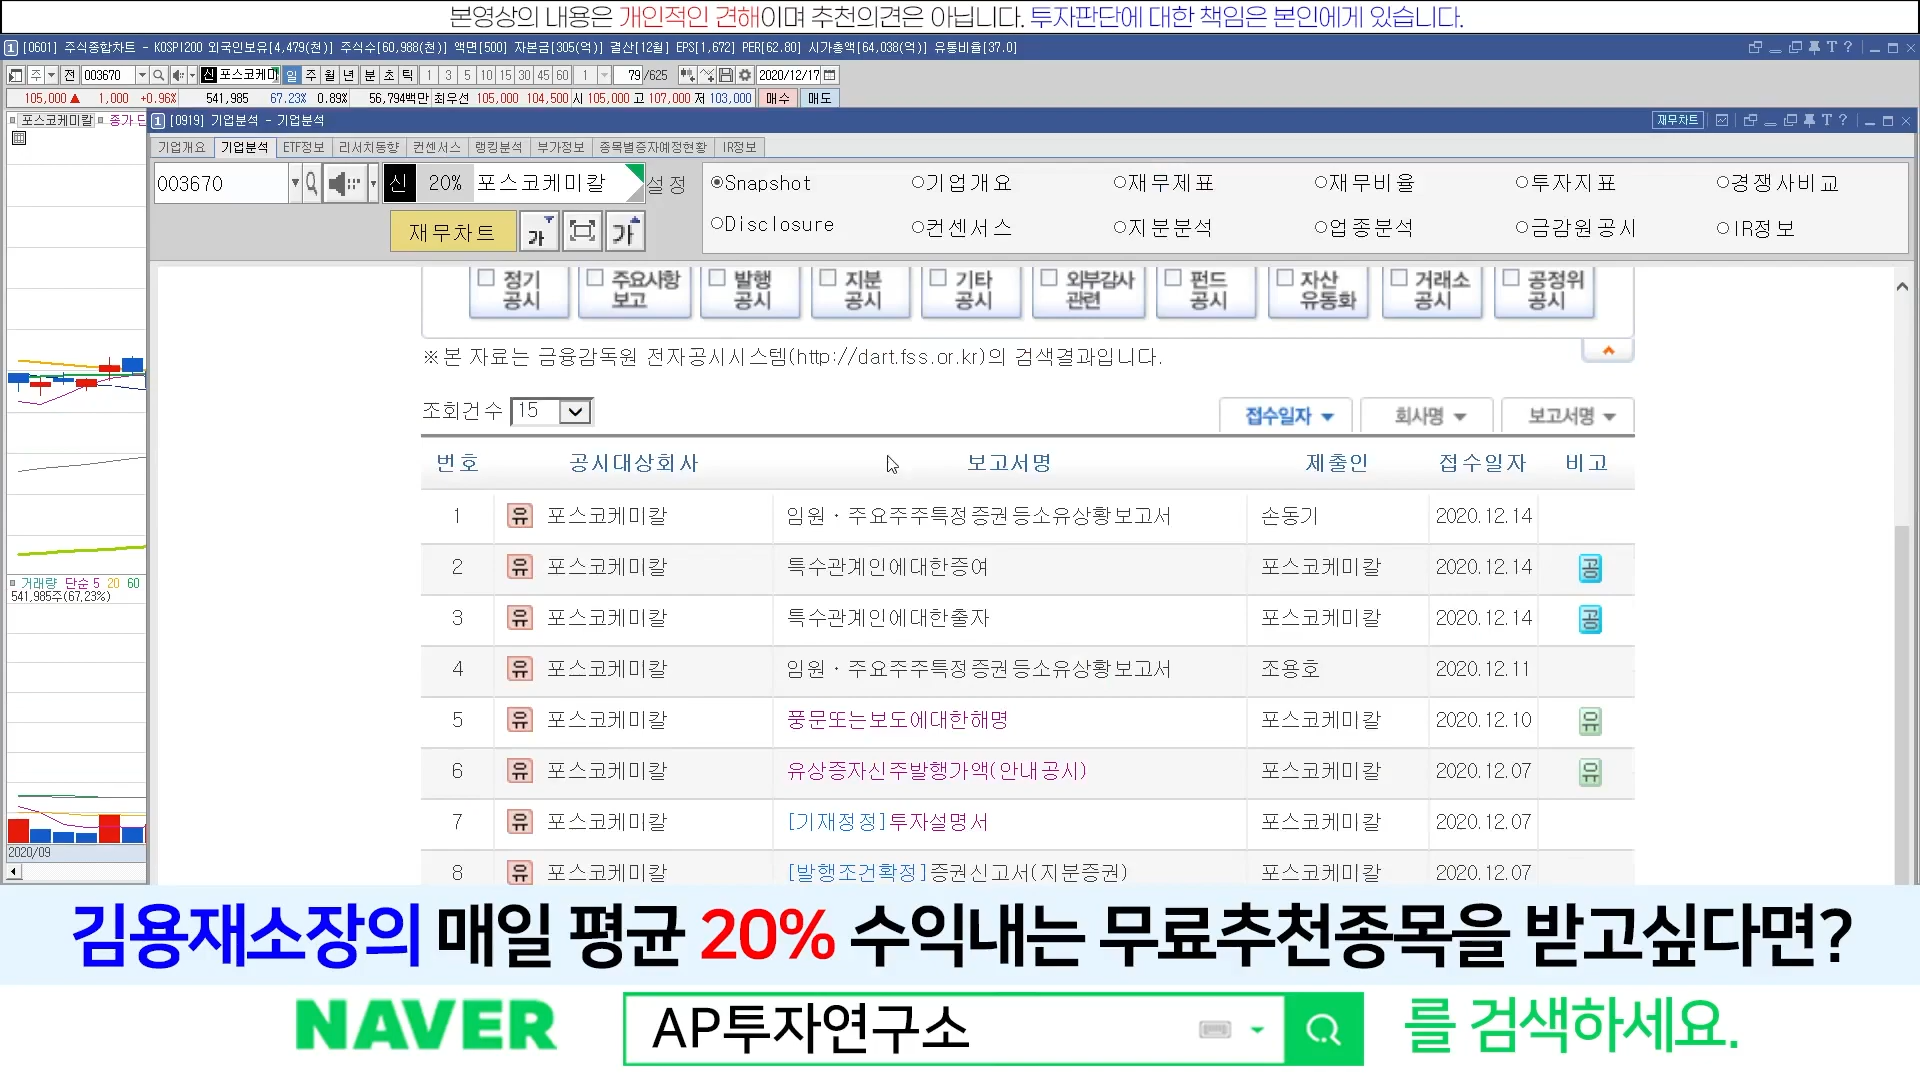 본영상의 내용은 개인적인 견해이며 추천의견은 아닙니다. 투자판단에 대한 책임은 본인에게 있습니다.
1 [0601] 주식종합차트 - KOSPI200 외국인보유[4,479(천)] 주식수[60,988(천)] 액면[500] 자본금[305(억)] 결산[12월] EPS[1,672] PER[62.80] 시가총액[64,038(억)] 유통비율[37.0]
주 전 003670 신 포스코케미 일 주 월 년 분 초 틱 1 3 5 10 15 30 45 60 1 79 /625 2020/12/17
105,000 ▲ 1,000 +0.96% 541,985 67.23% 0.89% 56,794백만 최우선 105,000 104,500 시 105,000 고 107,000 저 103,000 매수 매도
포스코케미칼 종가 단
1 [0919] 기업분석 - 기업분석 재무차트
기업개요 기업분석 ETF정보 리서치동향 컨센서스 랭킹분석 부가정보 종목별증자예정현황 IR정보
003670 신 20% 포스코케미칼 설정
Snapshot 기업개요 재무제표 재무비율 투자지표 경쟁사비교
재무차트 가 가
Disclosure 컨센서스 지분분석 업종분석 금감원공시 IR정보
정기 공시 주요사항 보고 발행 공시 지분 공시 기타 공시 외부감사 관련 펀드 공시 자산 유동화 거래소 공시 공정위 공시
※본 자료는 금융감독원 전자공시시스템(http://dart.fss.or.kr)의 검색결과입니다.
조회건수 15 접수일자 ▼ 회사명 ▼ 보고서명 ▼
번호 공시대상회사 보고서명 제출인 접수일자 비고
1 유 포스코케미칼 임원ㆍ주요주주특정증권등소유상황보고서 손동기 2020.12.14
2 유 포스코케미칼 특수관계인에대한증여 포스코케미칼 2020.12.14 공
3 유 포스코케미칼 특수관계인에대한출자 포스코케미칼 2020.12.14 공
4 유 포스코케미칼 임원ㆍ주요주주특정증권등소유상황보고서 조용호 2020.12.11
5 유 포스코케미칼 풍문또는보도에대한해명 포스코케미칼 2020.12.10 유
6 유 포스코케미칼 유상증자신주발행가액(안내공시) 포스코케미칼 2020.12.07 유
7 유 포스코케미칼 [기재정정]투자설명서 포스코케미칼 2020.12.07
8 유 포스코케미칼 [발행조건확정]증권신고서(지분증권) 포스코케미칼 2020.12.07
거래량 단순 5 20 60
541,985주(67,23%)
2020/09
김용재소장의 매일 평균 20% 수익내는 무료추천종목을 받고싶다면?
NAVER AP투자연구소 를 검색하세요.